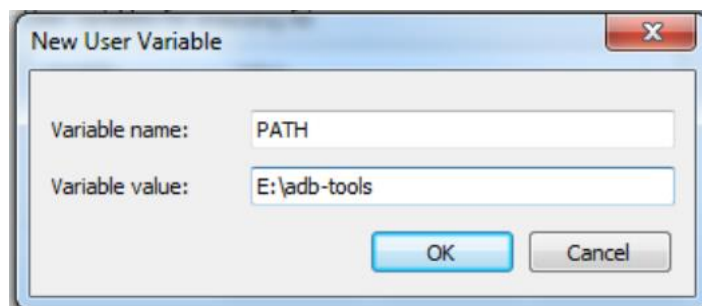 New User Variable
Variable name: PATH
Variable value: E:\adb-tools
OK Cancel